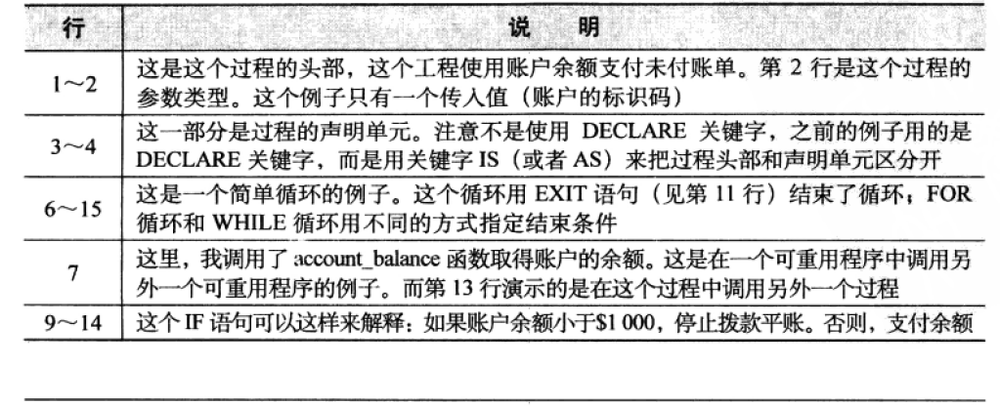 行 说 明
1～2 这是这个过程的头部，这个工程使用账户余额支付未付账单。第 2 行是这个过程的
参数类型。这个例子只有一个传入值（账户的标识码）
3～4 这一部分是过程的声明单元。注意不是使用 DECLARE 关键字，之前的例子用的是
DECLARE 关键字，而是用关键字 IS（或者 AS）来把过程头部和声明单元区分开
6～15 这是一个简单循环的例子。这个循环用 EXIT 语句（见第 11 行）结束了循环；FOR
循环和 WHILE 循环用不同的方式指定结束条件
7 这里，我调用了 account_balance 函数取得账户的余额。这是在一个可重用程序中调用另
外一个可重用程序的例子。而第 13 行演示的是在这个过程中调用另外一个过程
9～14 这个 IF 语句可以这样来解释：如果账户余额小于$1 000，停止拨款平账。否则，支付余额